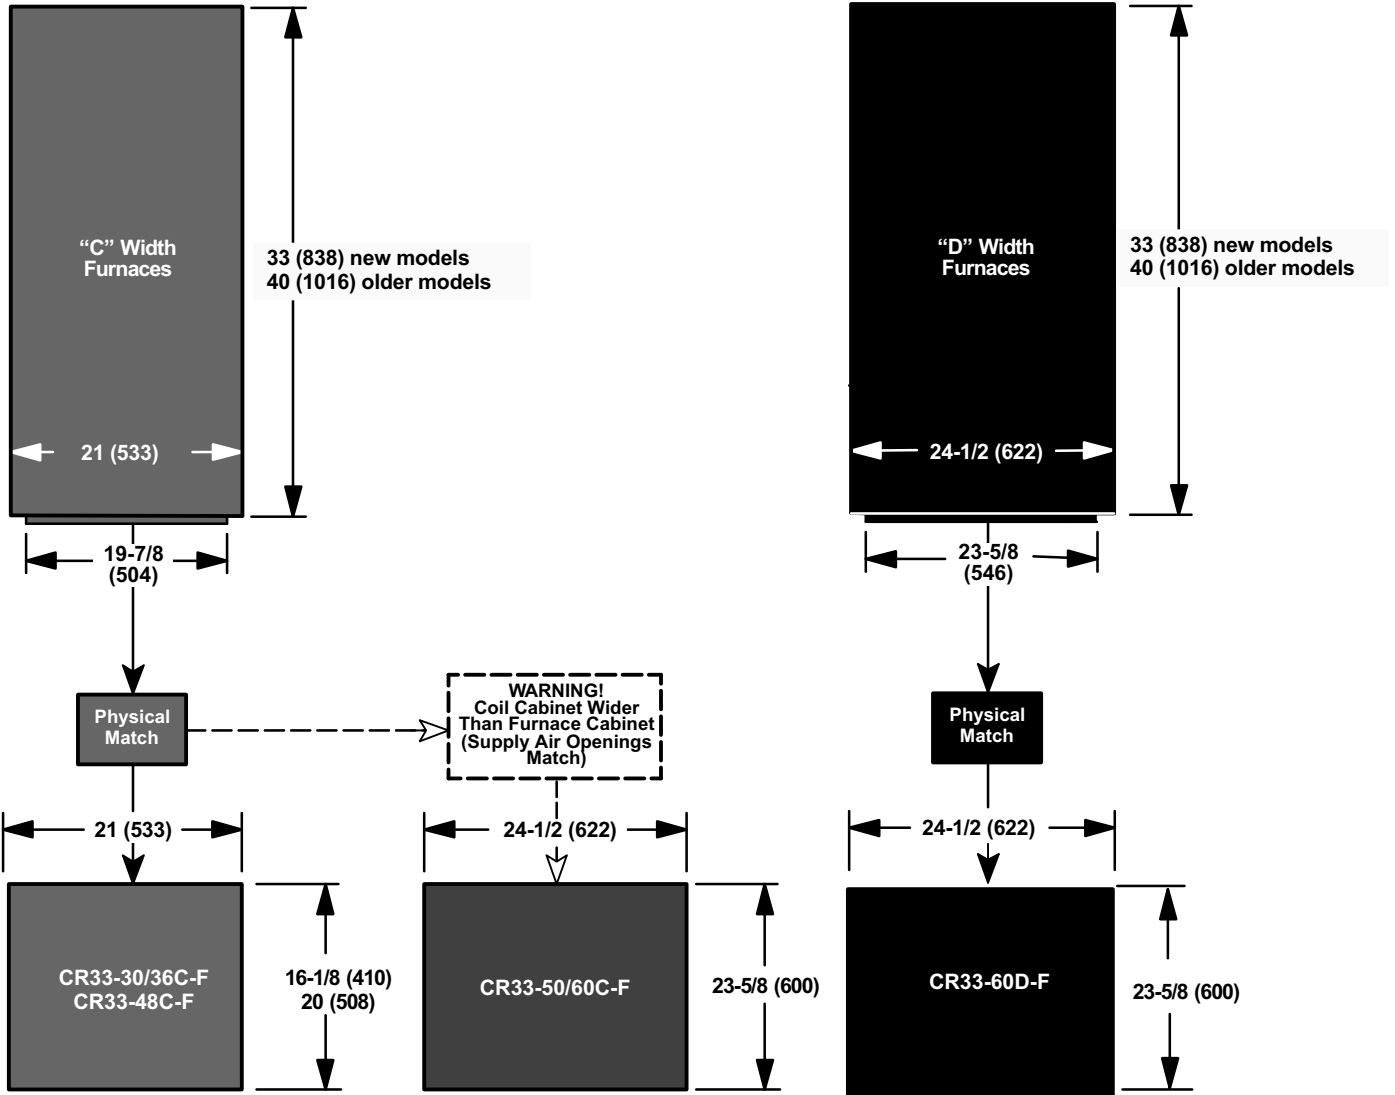 “C” Width
Furnaces
33 (838) new models
40 (1016) older models
21 (533)
19-7/8
(504)
“D” Width
Furnaces
33 (838) new models
40 (1016) older models
24-1/2 (622)
23-5/8
(546)
Physical
Match
WARNING!
Coil Cabinet Wider
Than Furnace Cabinet
(Supply Air Openings
Match)
Physical
Match
21 (533)
24-1/2 (622)
24-1/2 (622)
CR33-30/36C-F
CR33-48C-F
16-1/8 (410)
20 (508)
CR33-50/60C-F
23-5/8 (600)
CR33-60D-F
23-5/8 (600)